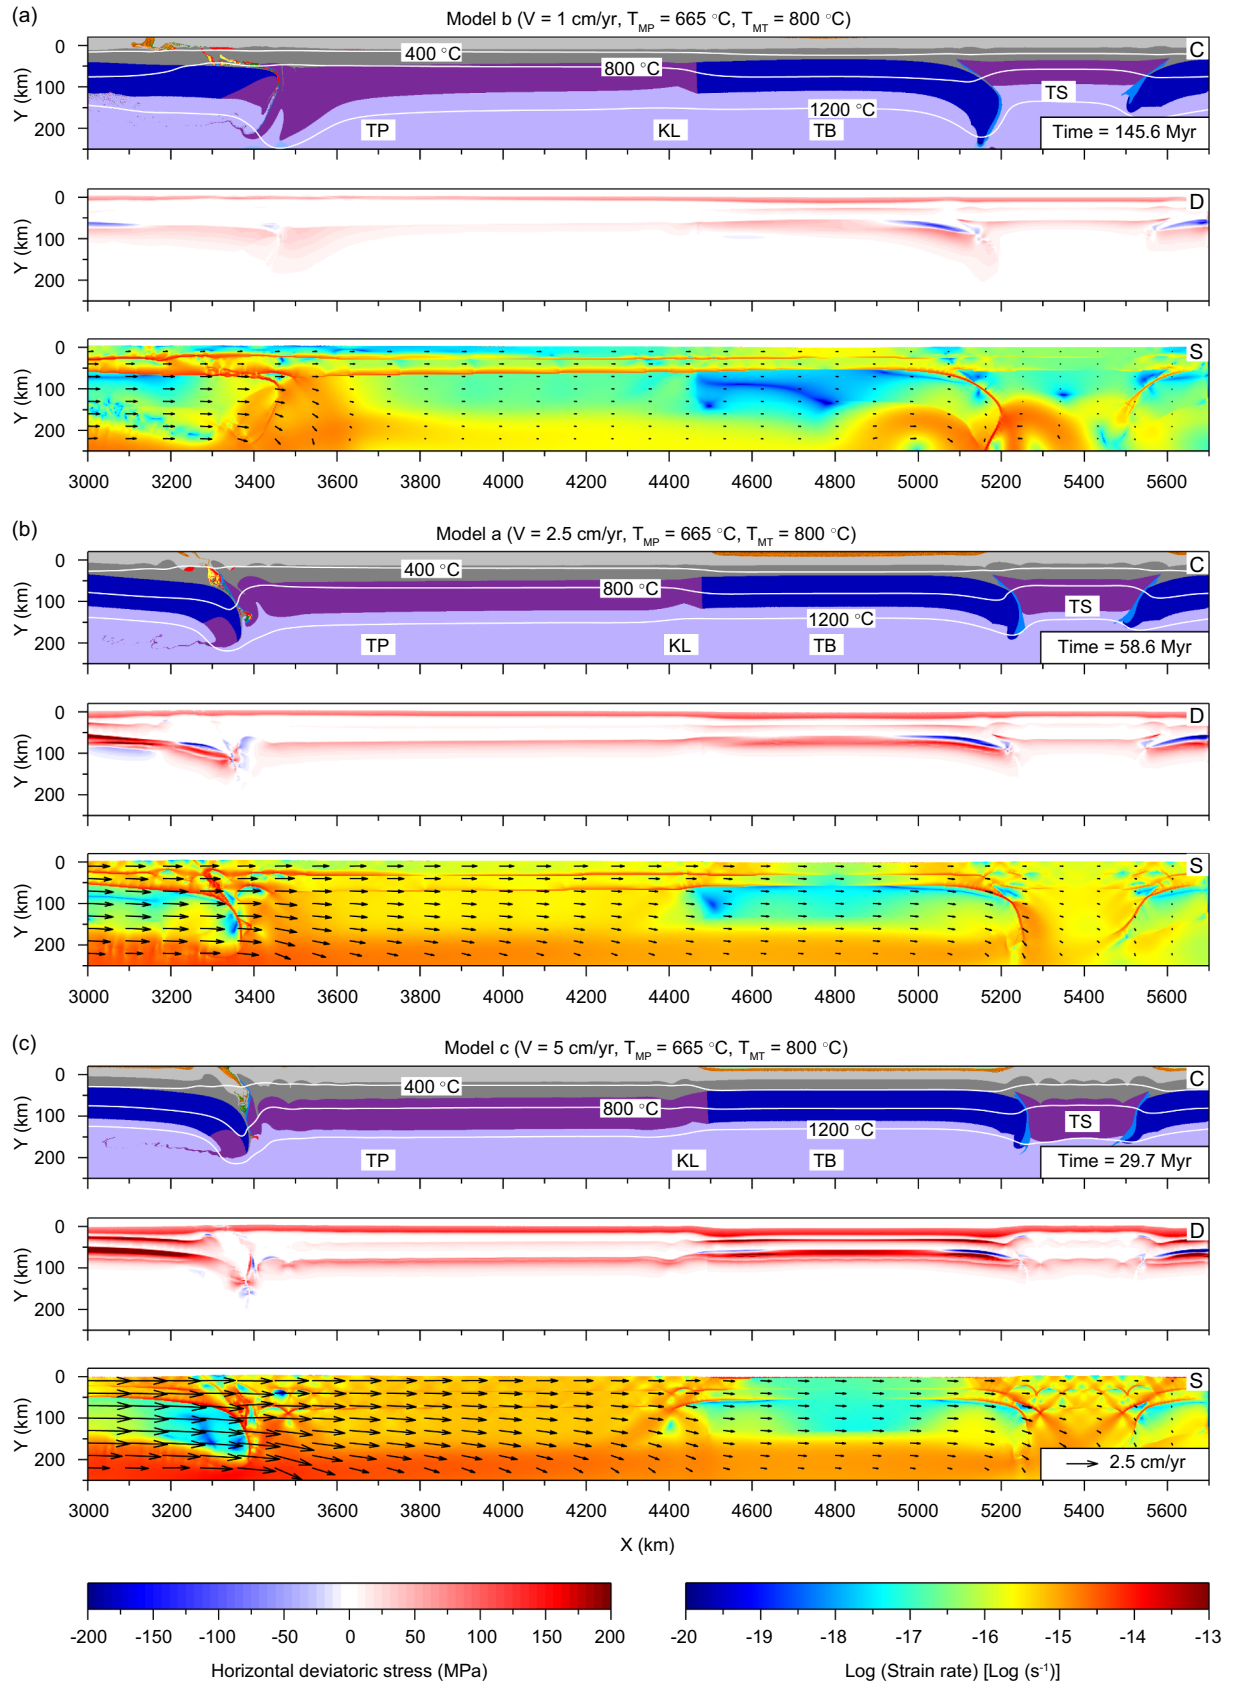 (a)
Model b (V = 1 cm/yr, T_MP = 665 °C, T_MT = 800 °C)
C
0
100
200
Y (km)
400 °C
800 °C
1200 °C
TP
KL
TB
TS
Time = 145.6 Myr
D
0
100
200
Y (km)
S
0
100
200
Y (km)
3000 3200 3400 3600 3800 4000 4200 4400 4600 4800 5000 5200 5400 5600
(b)
Model a (V = 2.5 cm/yr, T_MP = 665 °C, T_MT = 800 °C)
C
0
100
200
Y (km)
400 °C
800 °C
1200 °C
TP
KL
TB
TS
Time = 58.6 Myr
D
0
100
200
Y (km)
S
0
100
200
Y (km)
3000 3200 3400 3600 3800 4000 4200 4400 4600 4800 5000 5200 5400 5600
(c)
Model c (V = 5 cm/yr, T_MP = 665 °C, T_MT = 800 °C)
C
0
100
200
Y (km)
400 °C
800 °C
1200 °C
TP
KL
TB
TS
Time = 29.7 Myr
D
0
100
200
Y (km)
S
0
100
200
Y (km)
2.5 cm/yr
3000 3200 3400 3600 3800 4000 4200 4400 4600 4800 5000 5200 5400 5600
X (km)
-200 -150 -100 -50 0 50 100 150 200
Horizontal deviatoric stress (MPa)
-20 -19 -18 -17 -16 -15 -14 -13
Log (Strain rate) [Log (s⁻¹)]